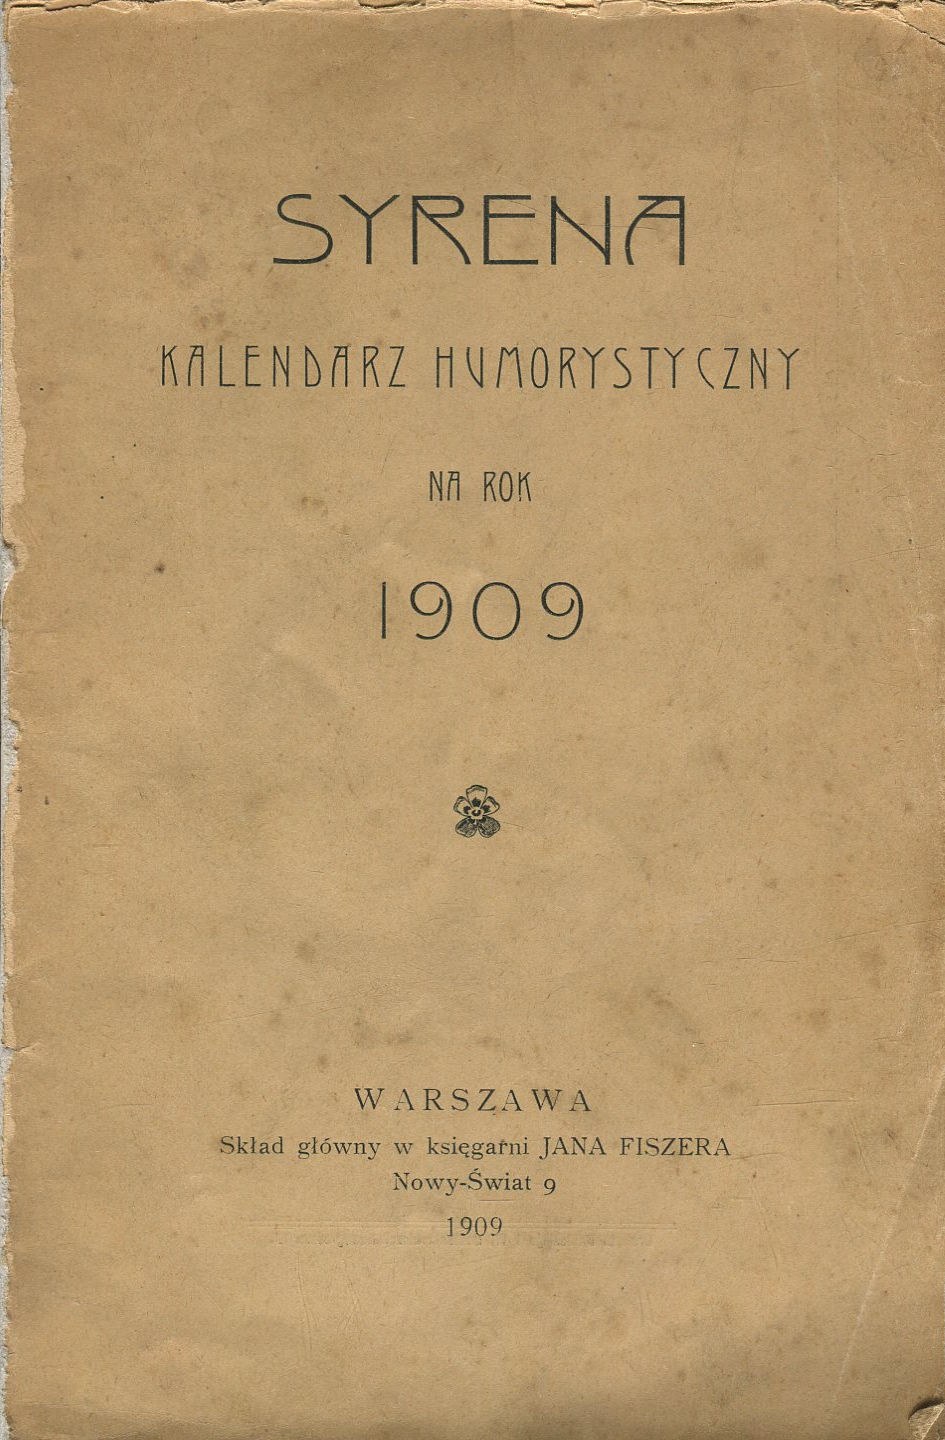 SYRENA
KALENDARZ HUMORYSTYCZNY
NA ROK
1909
WARSZAWA
Skład główny w księgarni JANA FISZERA
Nowy-Świat 9
1909